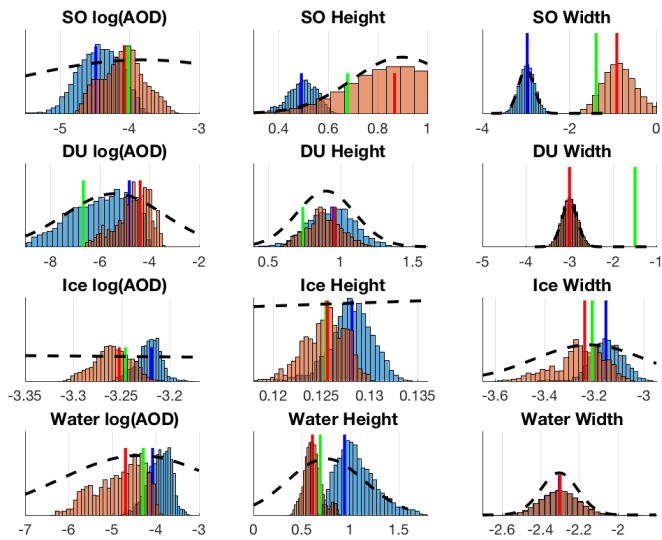 SO log(AOD) SO Height SO Width
-5 -4 -3 0.4 0.6 0.8 1 -4 -2 0
DU log(AOD) DU Height DU Width
-8 -6 -4 -2 0.5 1 1.5 -5 -4 -3 -2 -1
Ice log(AOD) Ice Height Ice Width
-3.35 -3.3 -3.25 -3.2 0.12 0.125 0.13 0.135 -3.6 -3.4 -3.2 -3
Water log(AOD) Water Height Water Width
-7 -6 -5 -4 -3 0 0.5 1 1.5 -2.6 -2.4 -2.2 -2